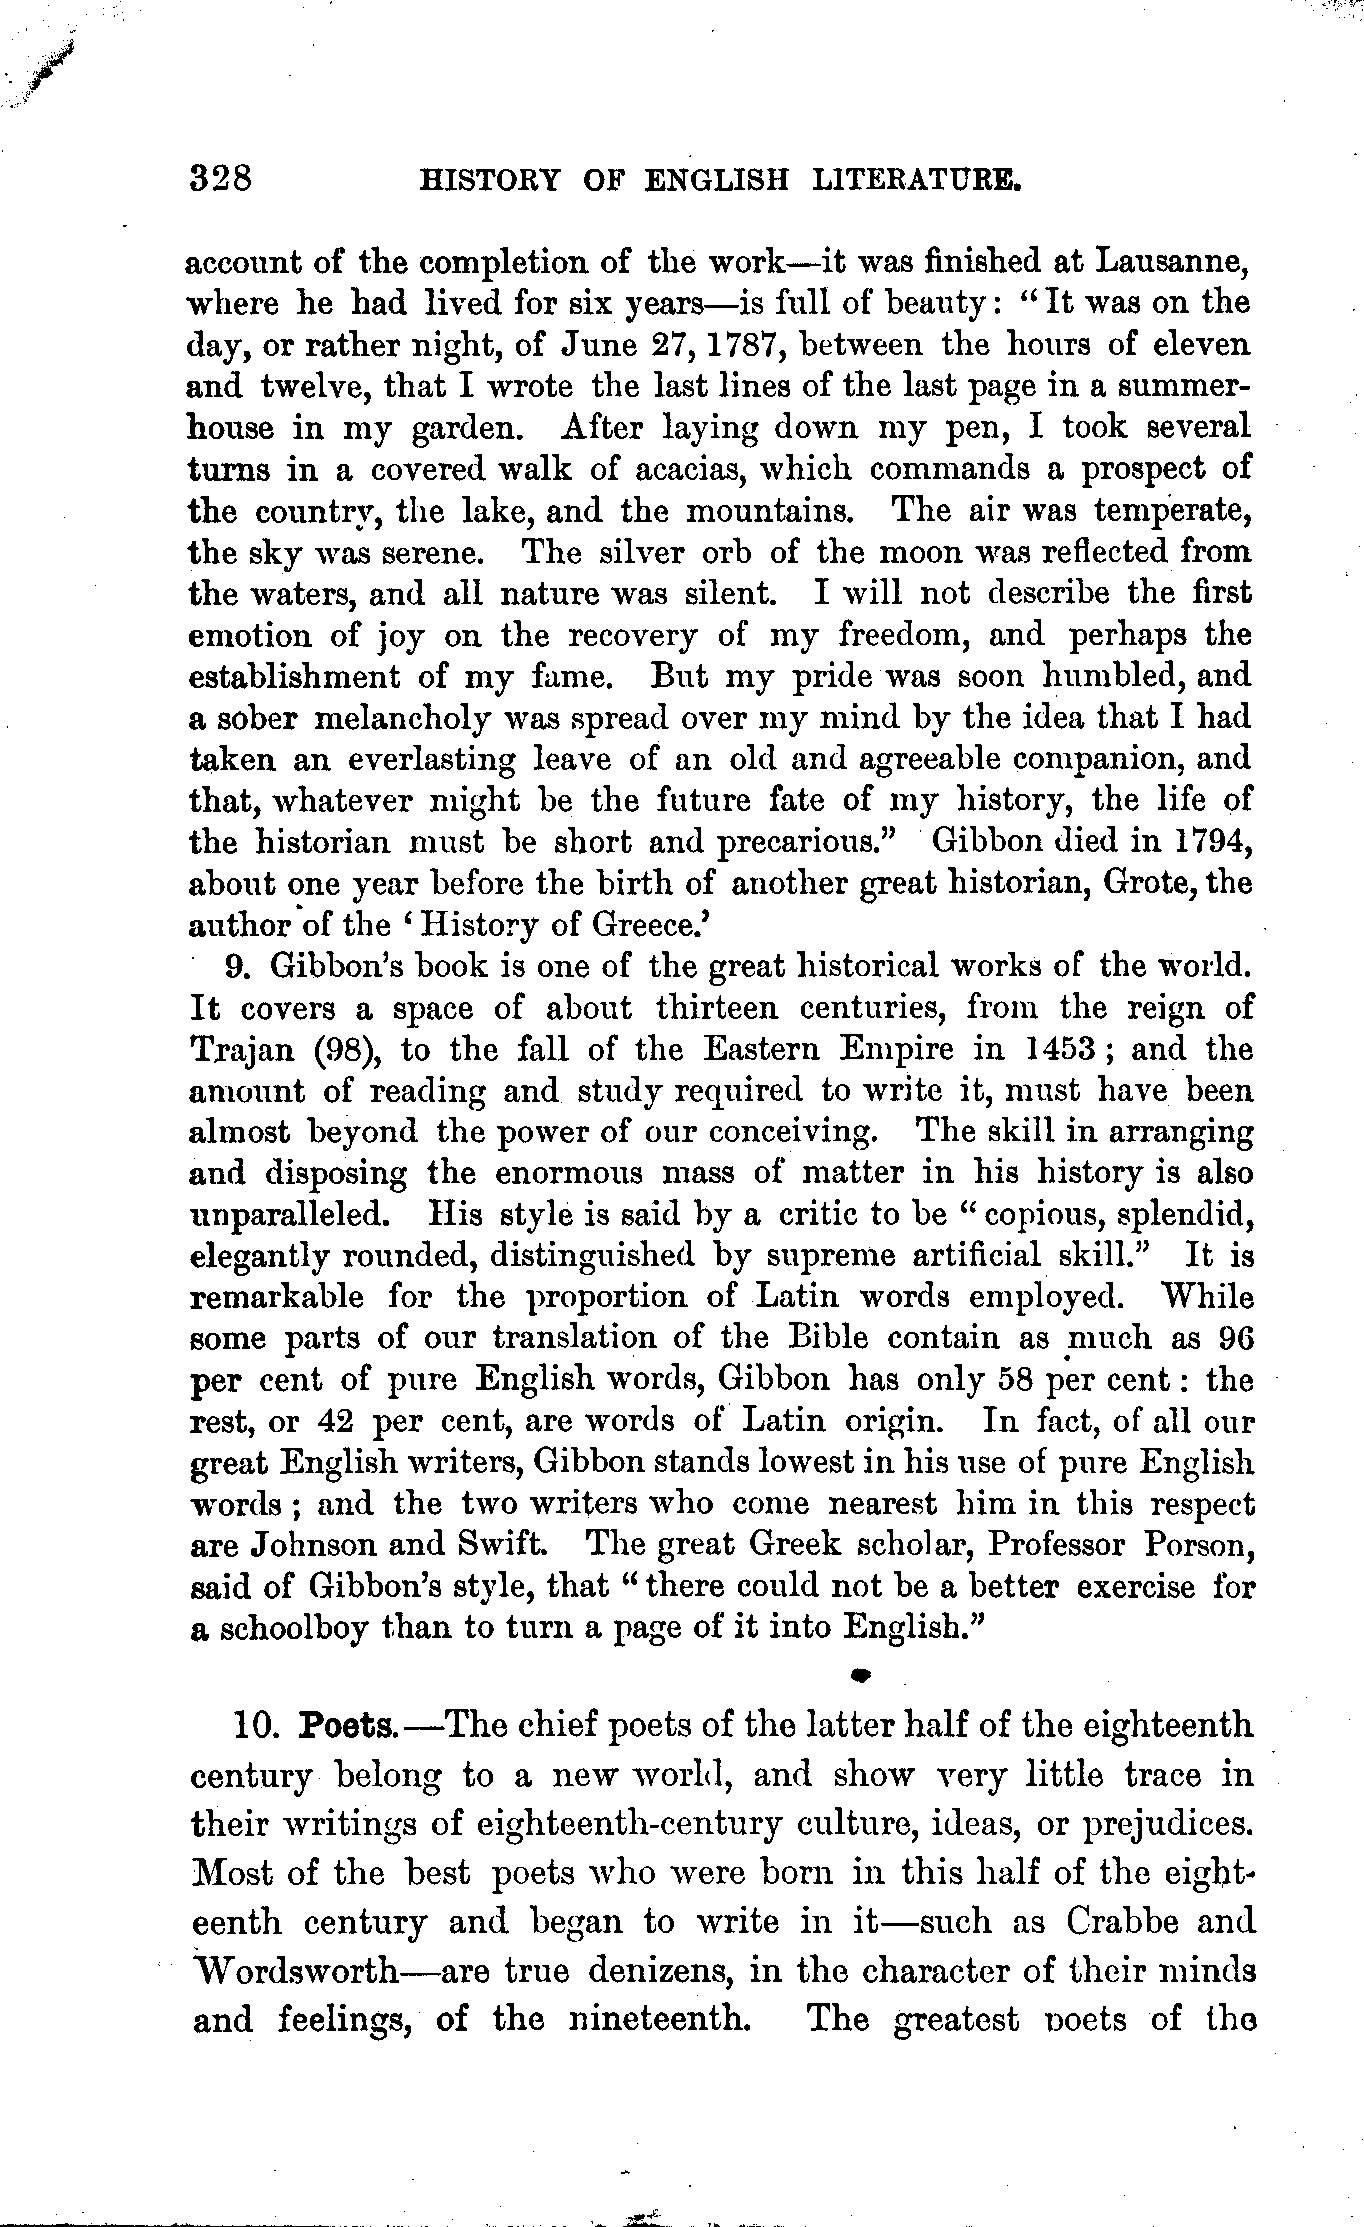 328 HISTORY OF ENGLISH LITERATURE.
account of the completion of the work—it was finished at Lausanne,
where he had lived for six years—is full of beauty: “It was on the
day, or rather night, of June 27, 1787, between the hours of eleven
and twelve, that I wrote the last lines of the last page in a summer-
house in my garden. After laying down my pen, I took several
turns in a covered walk of acacias, which commands a prospect of
the country, the lake, and the mountains. The air was temperate,
the sky was serene. The silver orb of the moon was reflected from
the waters, and all nature was silent. I will not describe the first
emotion of joy on the recovery of my freedom, and perhaps the
establishment of my fame. But my pride was soon humbled, and
a sober melancholy was spread over my mind by the idea that I had
taken an everlasting leave of an old and agreeable companion, and
that, whatever might be the future fate of my history, the life of
the historian must be short and precarious.” Gibbon died in 1794,
about one year before the birth of another great historian, Grote, the
author of the ‘History of Greece.’
9. Gibbon's book is one of the great historical works of the world.
It covers a space of about thirteen centuries, from the reign of
Trajan (98), to the fall of the Eastern Empire in 1453; and the
amount of reading and study required to write it, must have been
almost beyond the power of our conceiving. The skill in arranging
and disposing the enormous mass of matter in his history is also
unparalleled. His style is said by a critic to be “copious, splendid,
elegantly rounded, distinguished by supreme artificial skill.” It is
remarkable for the proportion of Latin words employed. While
some parts of our translation of the Bible contain as much as 96
per cent of pure English words, Gibbon has only 58 per cent: the
rest, or 42 per cent, are words of Latin origin. In fact, of all our
great English writers, Gibbon stands lowest in his use of pure English
words; and the two writers who come nearest him in this respect
are Johnson and Swift. The great Greek scholar, Professor Porson,
said of Gibbon's style, that “there could not be a better exercise for
a schoolboy than to turn a page of it into English.”
10. Poets.—The chief poets of the latter half of the eighteenth
century belong to a new world, and show very little trace in
their writings of eighteenth-century culture, ideas, or prejudices.
Most of the best poets who were born in this half of the eight-
eenth century and began to write in it—such as Crabbe and
Wordsworth—are true denizens, in the character of their minds
and feelings, of the nineteenth. The greatest poets of the